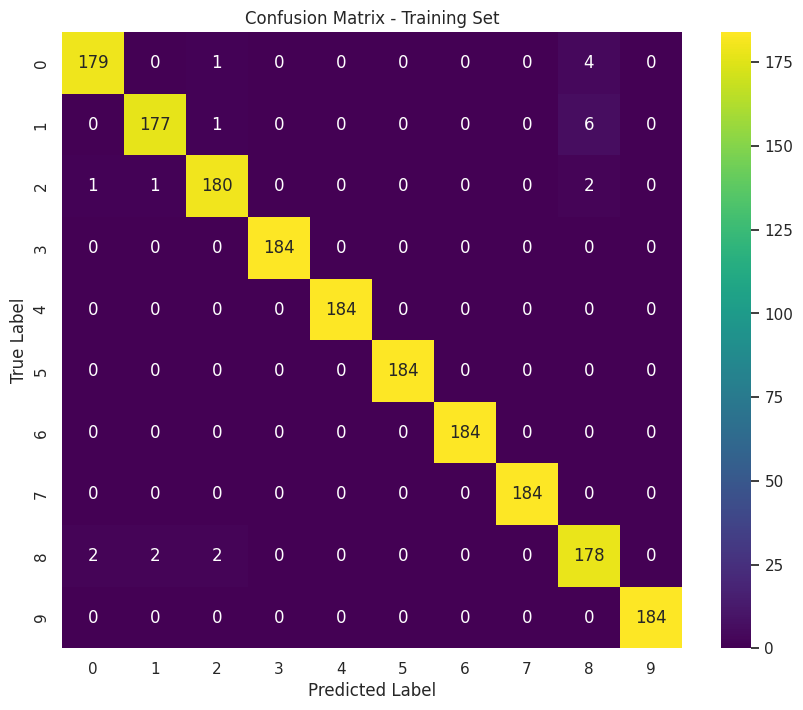 Confusion Matrix - Training Set
True Label
0 179 0 1 0 0 0 0 0 4 0
1 0 177 1 0 0 0 0 0 6 0
2 1 1 180 0 0 0 0 0 2 0
3 0 0 0 184 0 0 0 0 0 0
4 0 0 0 0 184 0 0 0 0 0
5 0 0 0 0 0 184 0 0 0 0
6 0 0 0 0 0 0 184 0 0 0
7 0 0 0 0 0 0 0 184 0 0
8 2 2 2 0 0 0 0 0 178 0
9 0 0 0 0 0 0 0 0 0 184
0 1 2 3 4 5 6 7 8 9
Predicted Label
175
150
125
100
75
50
25
0